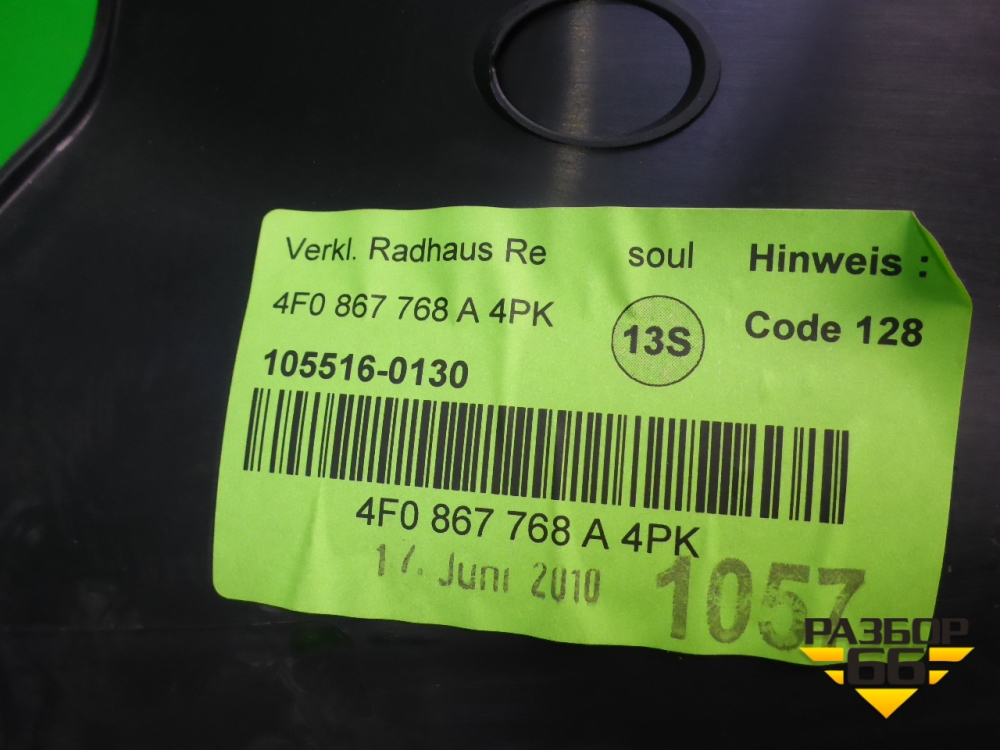 Verkl. Radhaus Re soul Hinweis :
4F0 867 768 A 4PK 13S Code 128
105516-0130
4F0 867 768 A 4PK
17. Juni 2010 1057
РАЗБОР
66